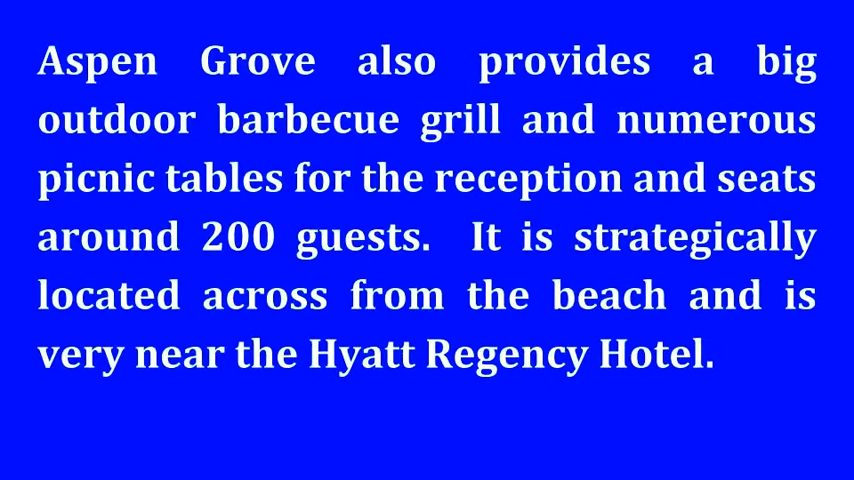 Aspen Grove also provides a big
outdoor barbecue grill and numerous
picnic tables for the reception and seats
around 200 guests.  It is strategically
located across from the beach and is
very near the Hyatt Regency Hotel.